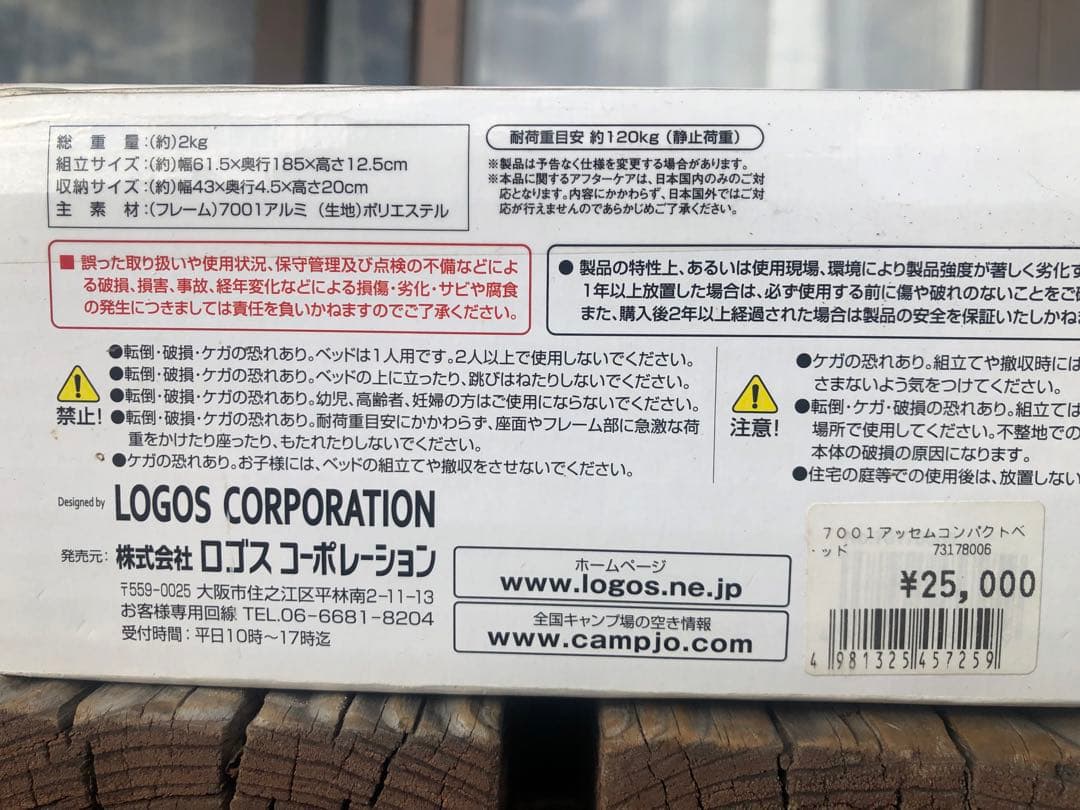 総重量:(約)2kg
組立サイズ:(約)幅61.5×奥行185×高さ12.5cm
収納サイズ:(約)幅43×奥行4.5×高さ20cm
主素材:(フレーム)7001アルミ (生地)ポリエステル
耐荷重目安 約120kg (静止荷重)
※製品は予告なく仕様を変更する場合があります。
※本品に関するアフターケアは、日本国内のみのご対
応となります。内容にかかわらず、日本国外ではご対
応が行えませんのであらかじめご了承ください。
■ 誤った取り扱いや使用状況、保守管理及び点検の不備などによ
る破損、損害、事故、経年変化などによる損傷・劣化・サビや腐食
の発生につきましては責任を負いかねますのでご了承ください。
● 製品の特性上、あるいは使用現場、環境により製品強度が著しく劣化す
1年以上放置した場合は、必ず使用する前に傷や破れのないことをご確
また、購入後2年以上経過された場合は製品の安全を保証いたしかねま
禁止!
●転倒・破損・ケガの恐れあり。ベッドは1人用です。2人以上で使用しないでください。
●転倒・破損・ケガの恐れあり。ベッドの上に立ったり、跳びはねたりしないでください。
●転倒・破損・ケガの恐れあり。幼児、高齢者、妊婦の方はご使用にならないでください。
●転倒・破損・ケガの恐れあり。耐荷重目安にかかわらず、座面やフレーム部に急激な荷
重をかけたり座ったり、もたれたりしないでください。
●ケガの恐れあり。お子様には、ベッドの組立てや撤収をさせないでください。
注意!
●ケガの恐れあり。組立てや撤収時には
さまないよう気をつけてください。
●転倒・ケガ・破損の恐れあり。組立ては
場所で使用してください。不整地での
本体の破損の原因になります。
●住宅の庭等での使用後は、放置しない
Designed by LOGOS CORPORATION
発売元: 株式会社 ロゴス コーポレーション
〒559-0025 大阪市住之江区平林南2-11-13
お客様専用回線 TEL.06-6681-8204
受付時間:平日10時〜17時迄
ホームページ
www.logos.ne.jp
全国キャンプ場の空き情報
www.campjo.com
7001アッセムコンパクトベ
ッド 73178006
¥25,000
4 981325 457259